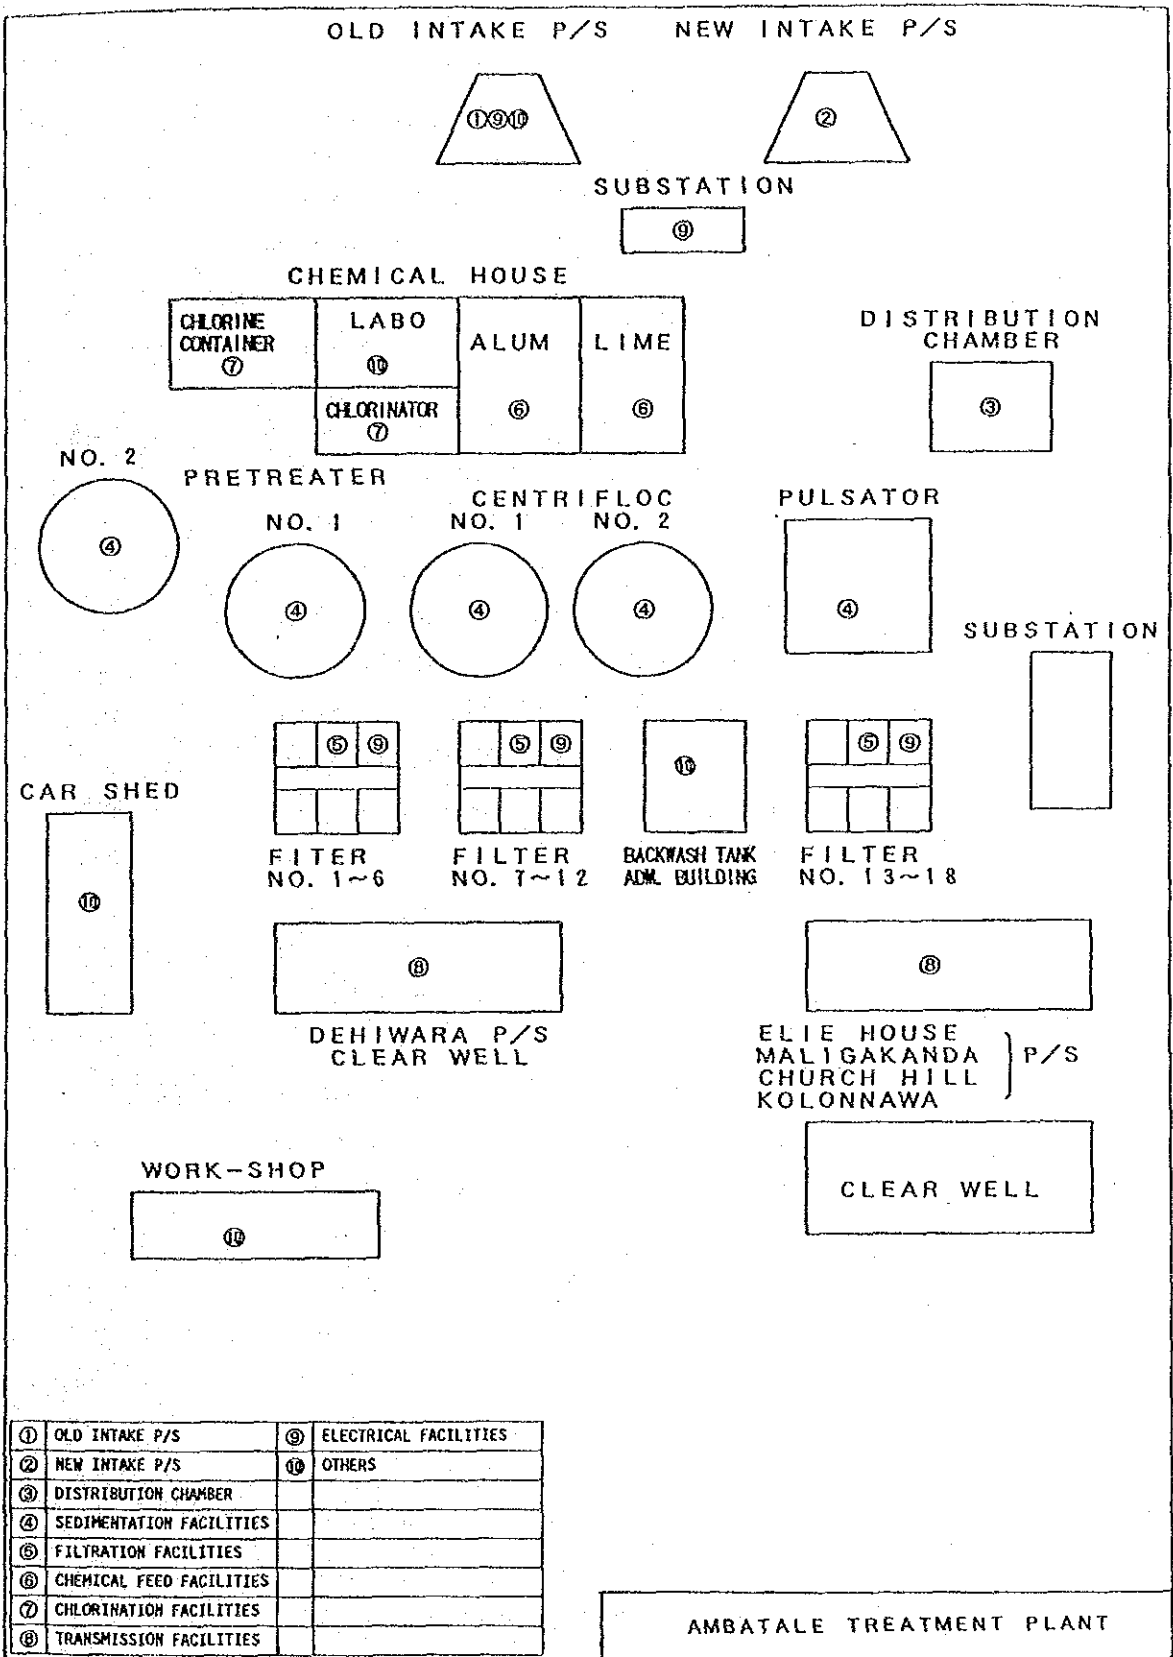 OLD INTAKE P/S NEW INTAKE P/S
①⑨⑩ ②
SUBSTATION
⑨
CHEMICAL HOUSE
CHLORINE
CONTAINER
⑦
LABO
⑩
CHLORINATOR
⑦
ALUM
⑥
LIME
⑥
DISTRIBUTION
CHAMBER
③
NO. 2
④
PRETREATER
NO. 1
④
CENTRIFLOC
NO. 1 NO. 2
④ ④
PULSATOR
④
SUBSTATION
⑤ ⑨
FITER
NO. 1~6
⑤ ⑨
FILTER
NO. 7~12
⑩
BACKWASH TANK
ADM. BUILDING
⑤ ⑨
FILTER
NO. 13~18
CAR SHED
⑩
⑧
DEHIWARA P/S
CLEAR WELL
⑧
ELIE HOUSE
MALIGAKANDA P/S
CHURCH HILL
KOLONNAWA
CLEAR WELL
WORK-SHOP
⑩
① OLD INTAKE P/S ⑨ ELECTRICAL FACILITIES
② NEW INTAKE P/S ⑩ OTHERS
③ DISTRIBUTION CHAMBER
④ SEDIMENTATION FACILITIES
⑤ FILTRATION FACILITIES
⑥ CHEMICAL FEED FACILITIES
⑦ CHLORINATION FACILITIES
⑧ TRANSMISSION FACILITIES
AMBATALE TREATMENT PLANT